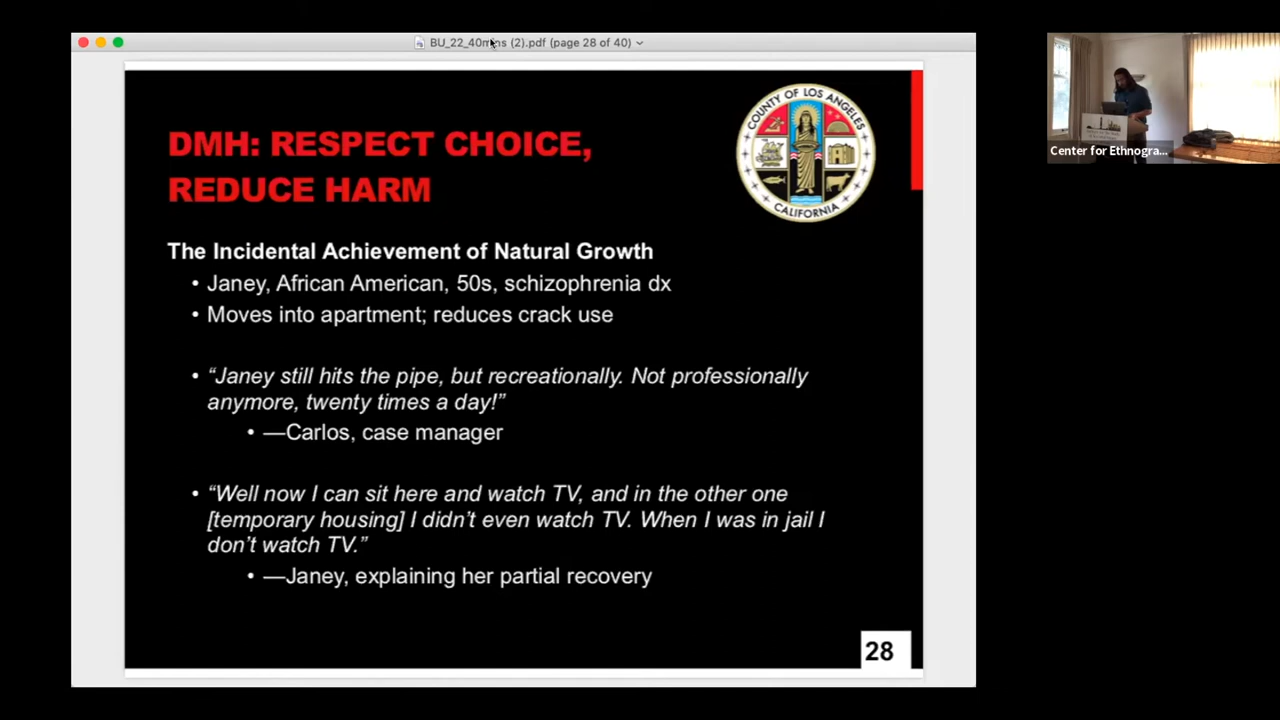 BU_22_40mins (2).pdf (page 28 of 40)
DMH: RESPECT CHOICE,
REDUCE HARM
COUNTY OF LOS ANGELES
CALIFORNIA
The Incidental Achievement of Natural Growth
• Janey, African American, 50s, schizophrenia dx
• Moves into apartment; reduces crack use
• “Janey still hits the pipe, but recreationally. Not professionally
anymore, twenty times a day!”
• —Carlos, case manager
• “Well now I can sit here and watch TV, and in the other one
[temporary housing] I didn’t even watch TV. When I was in jail I
don’t watch TV.”
• —Janey, explaining her partial recovery
28
Center for Ethnogra...